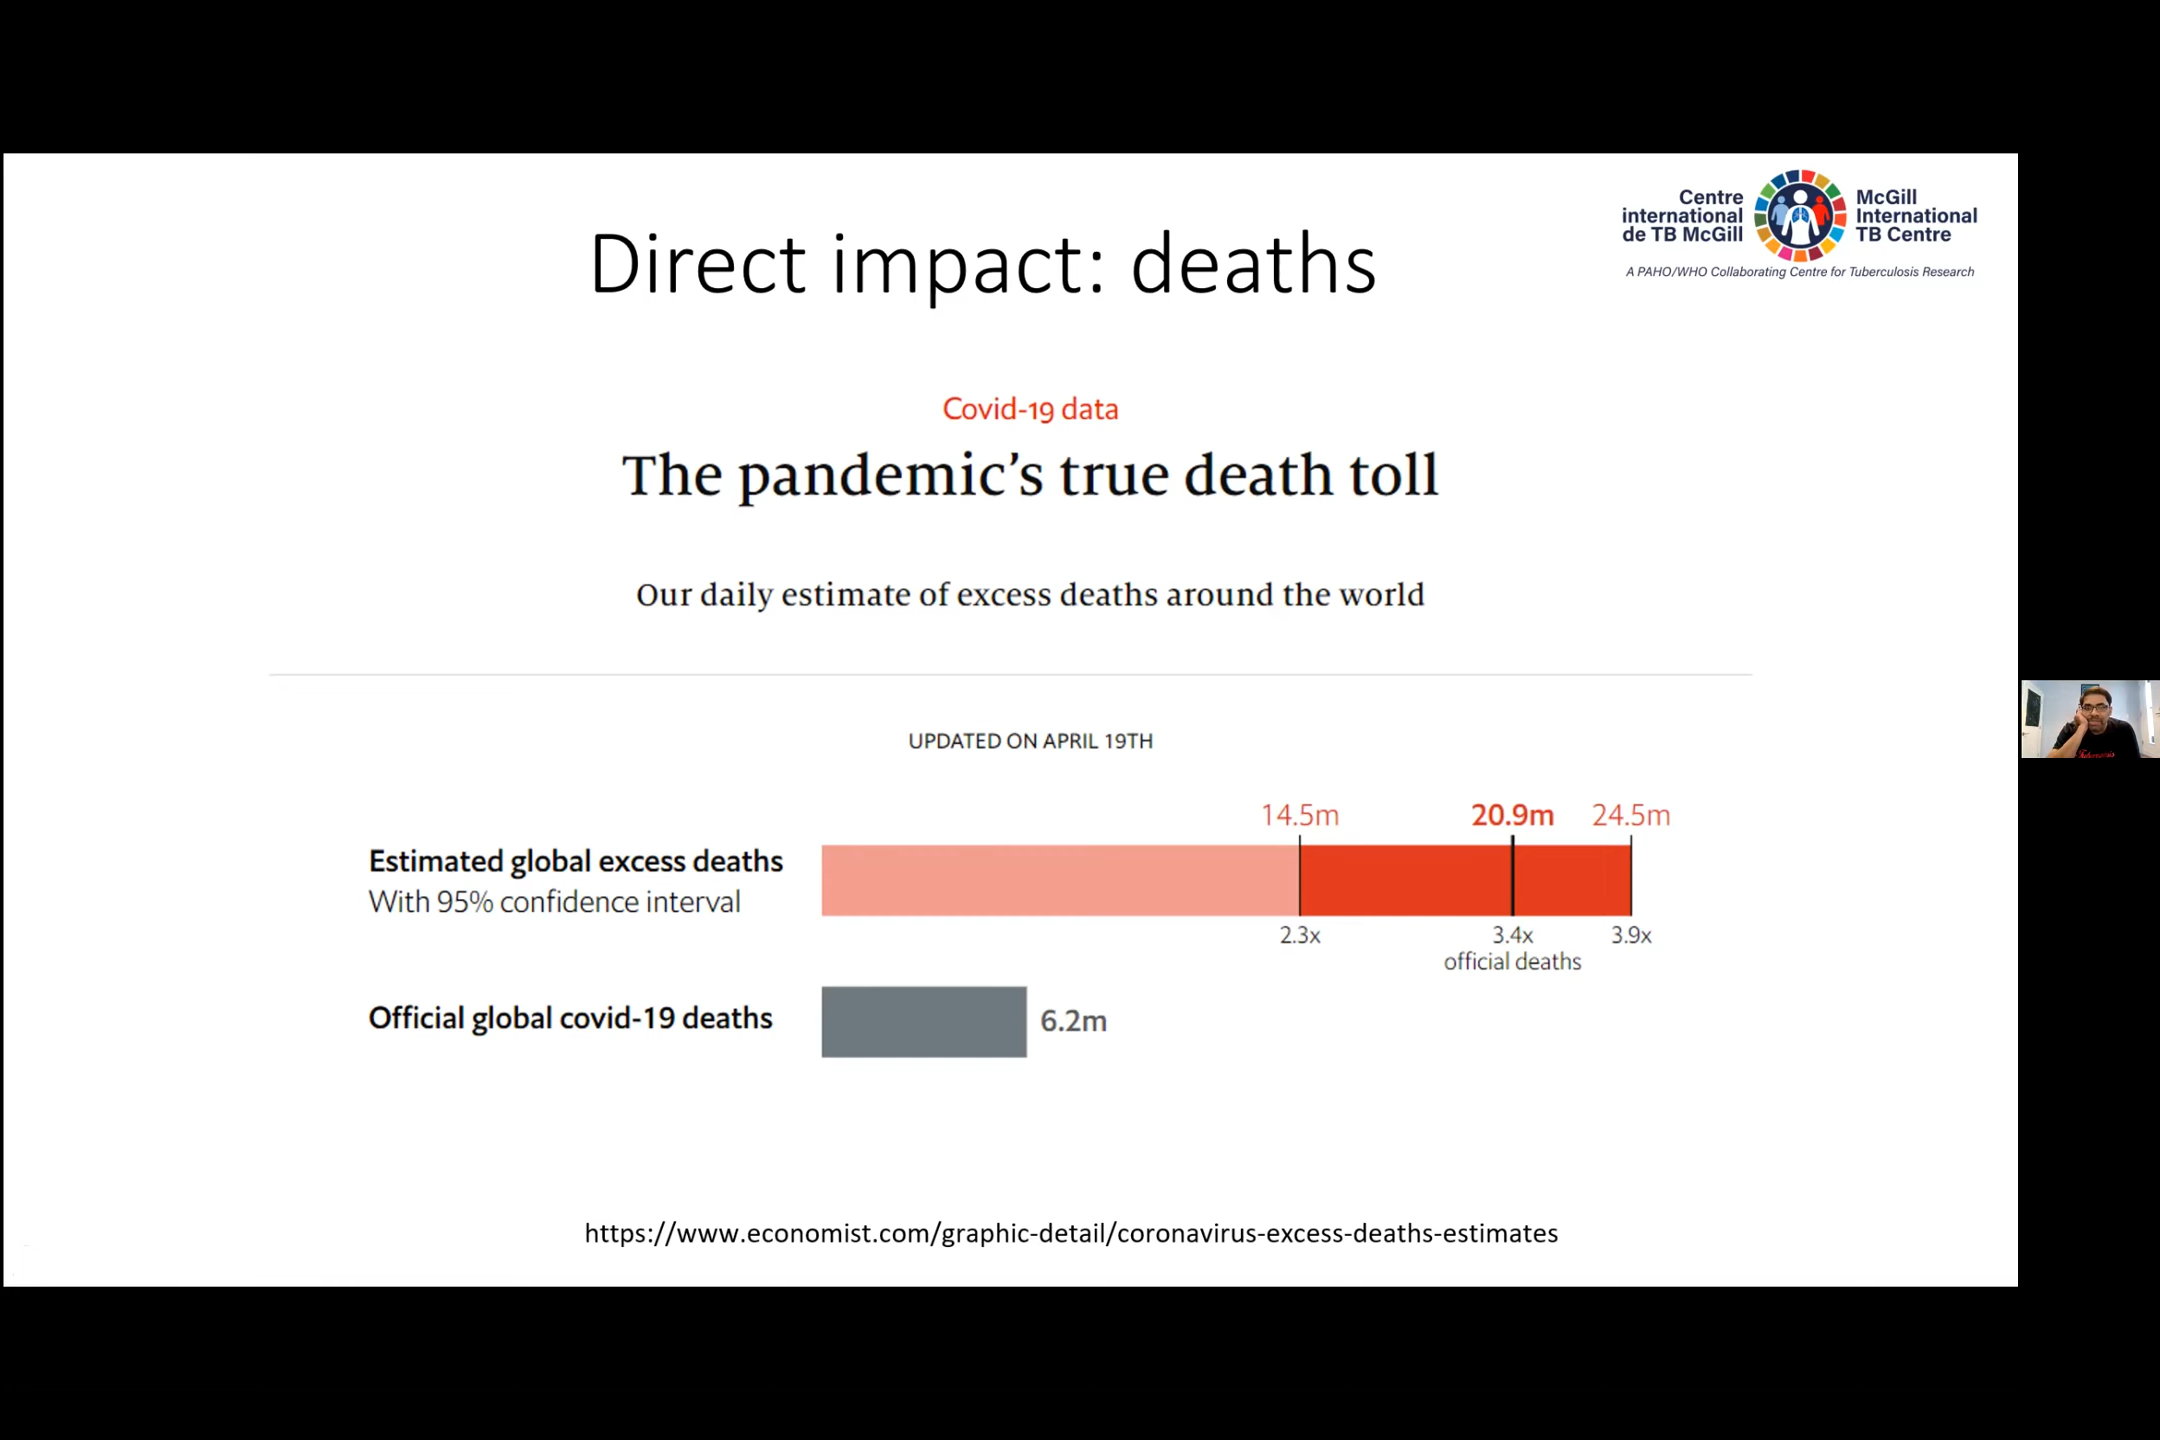 Centre
international
de TB McGill
McGill
International
TB Centre
A PAHO/WHO Collaborating Centre for Tuberculosis Research
Direct impact: deaths
Covid-19 data
The pandemic’s true death toll
Our daily estimate of excess deaths around the world
UPDATED ON APRIL 19TH
14.5m 20.9m 24.5m
Estimated global excess deaths
With 95% confidence interval
2.3x 3.4x 3.9x
official deaths
Official global covid-19 deaths 6.2m
https://www.economist.com/graphic-detail/coronavirus-excess-deaths-estimates